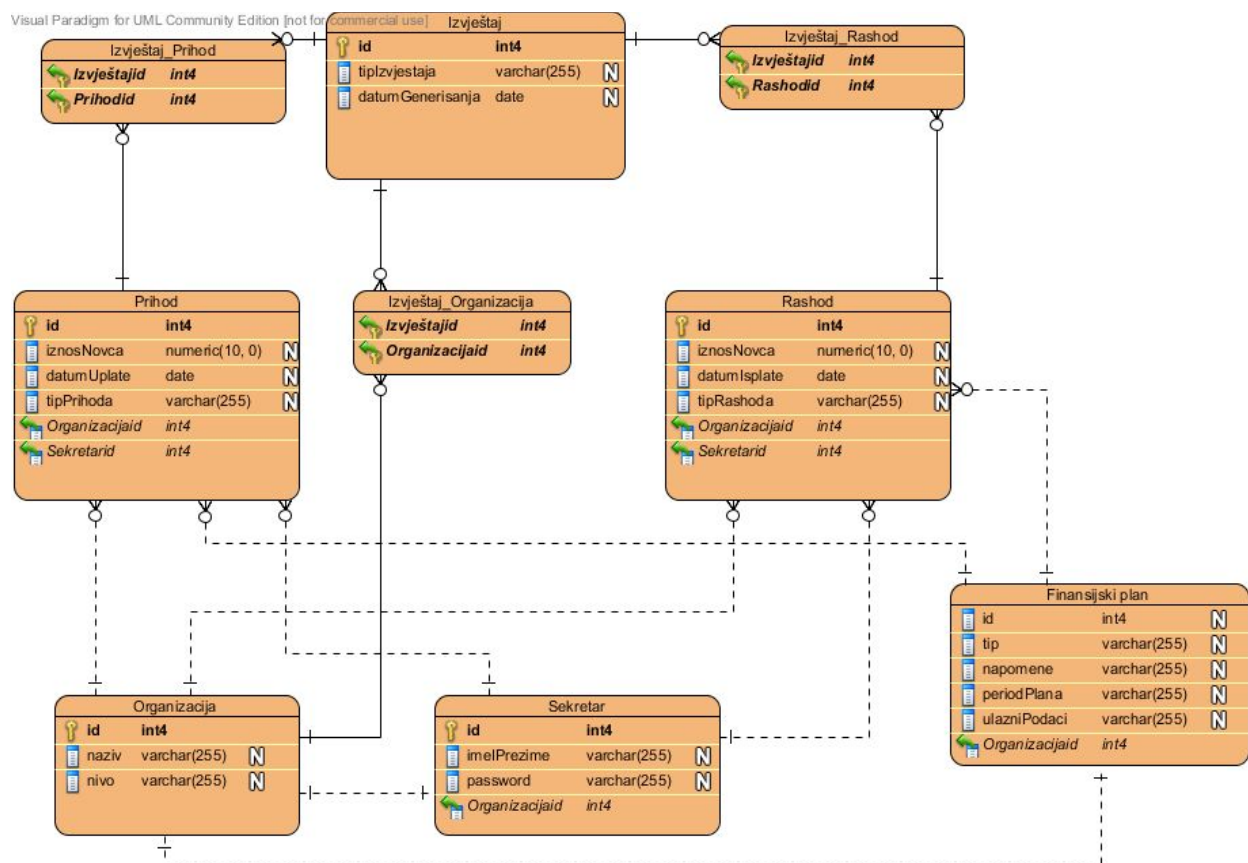 Visual Paradigm for UML Community Edition [not for commercial use]
Izvještaj
id int4
tipIzvjestaja varchar(255) N
datumGenerisanja date N
Izvještaj_Prihod
Izvještajid int4
Prihodid int4
Izvještaj_Rashod
Izvještajid int4
Rashodid int4
Prihod
id int4
iznosNovca numeric(10, 0) N
datumUplate date N
tipPrihoda varchar(255) N
Organizacijaid int4
Sekretarid int4
Izvještaj_Organizacija
Izvještajid int4
Organizacijaid int4
Rashod
id int4
iznosNovca numeric(10, 0) N
datumIsplate date N
tipRashoda varchar(255) N
Organizacijaid int4
Sekretarid int4
Finansijski plan
id int4 N
tip varchar(255) N
napomene varchar(255) N
periodPlana varchar(255) N
ulazniPodaci varchar(255) N
Organizacijaid int4
Organizacija
id int4
naziv varchar(255) N
nivo varchar(255) N
Sekretar
id int4
imeIPrezime varchar(255) N
password varchar(255) N
Organizacijaid int4